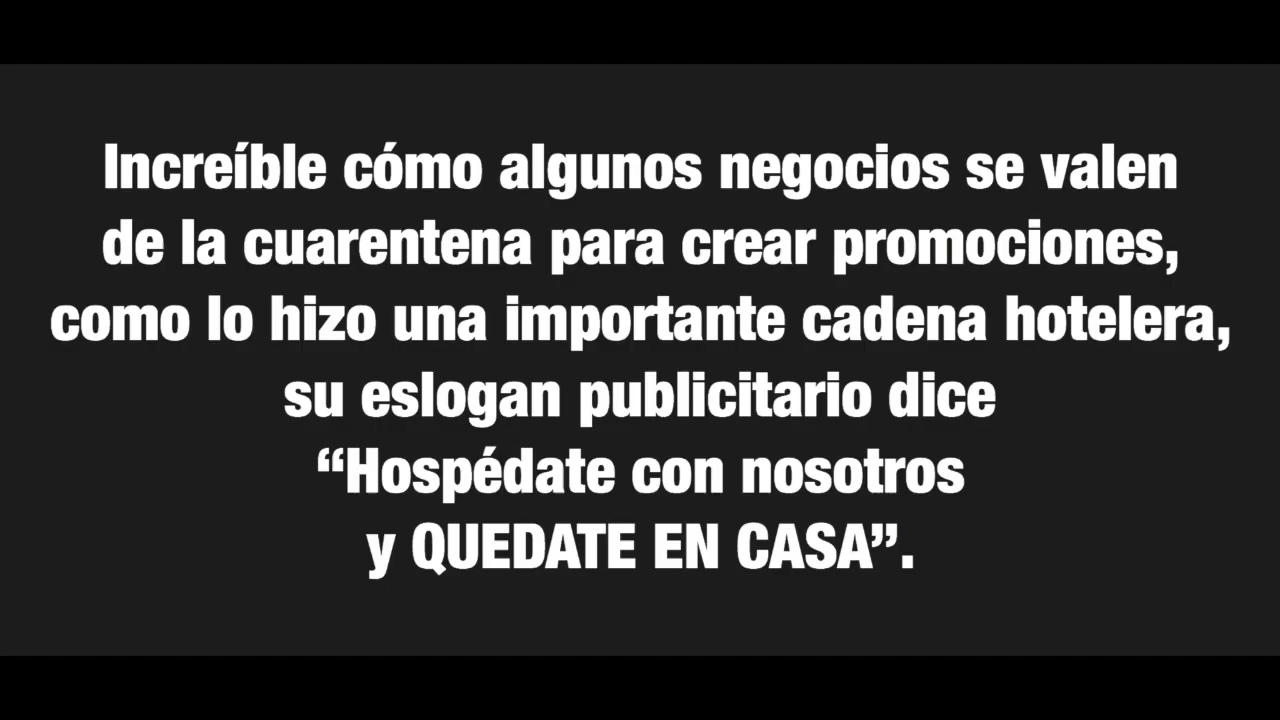 Increíble cómo algunos negocios se valen
de la cuarentena para crear promociones,
como lo hizo una importante cadena hotelera,
su eslogan publicitario dice
“Hospédate con nosotros
y QUEDATE EN CASA”.